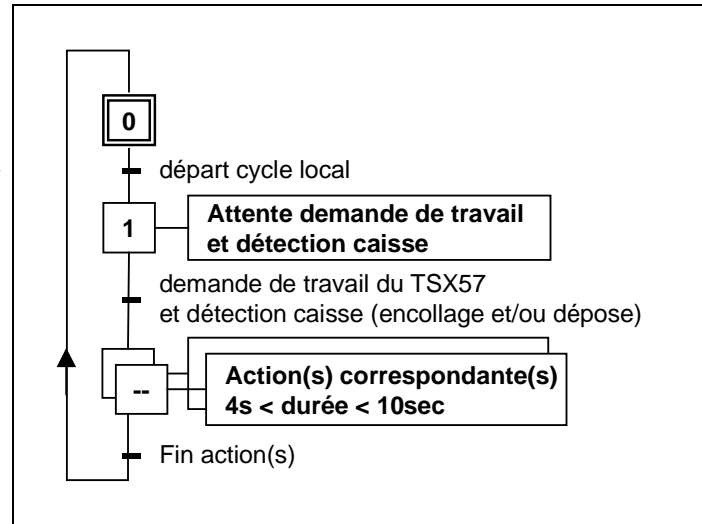 0
départ cycle local
1
Attente demande de travail
et détection caisse
demande de travail du TSX57
et détection caisse (encollage et/ou dépose)
--
Action(s) correspondante(s)
4s < durée < 10sec
Fin action(s)